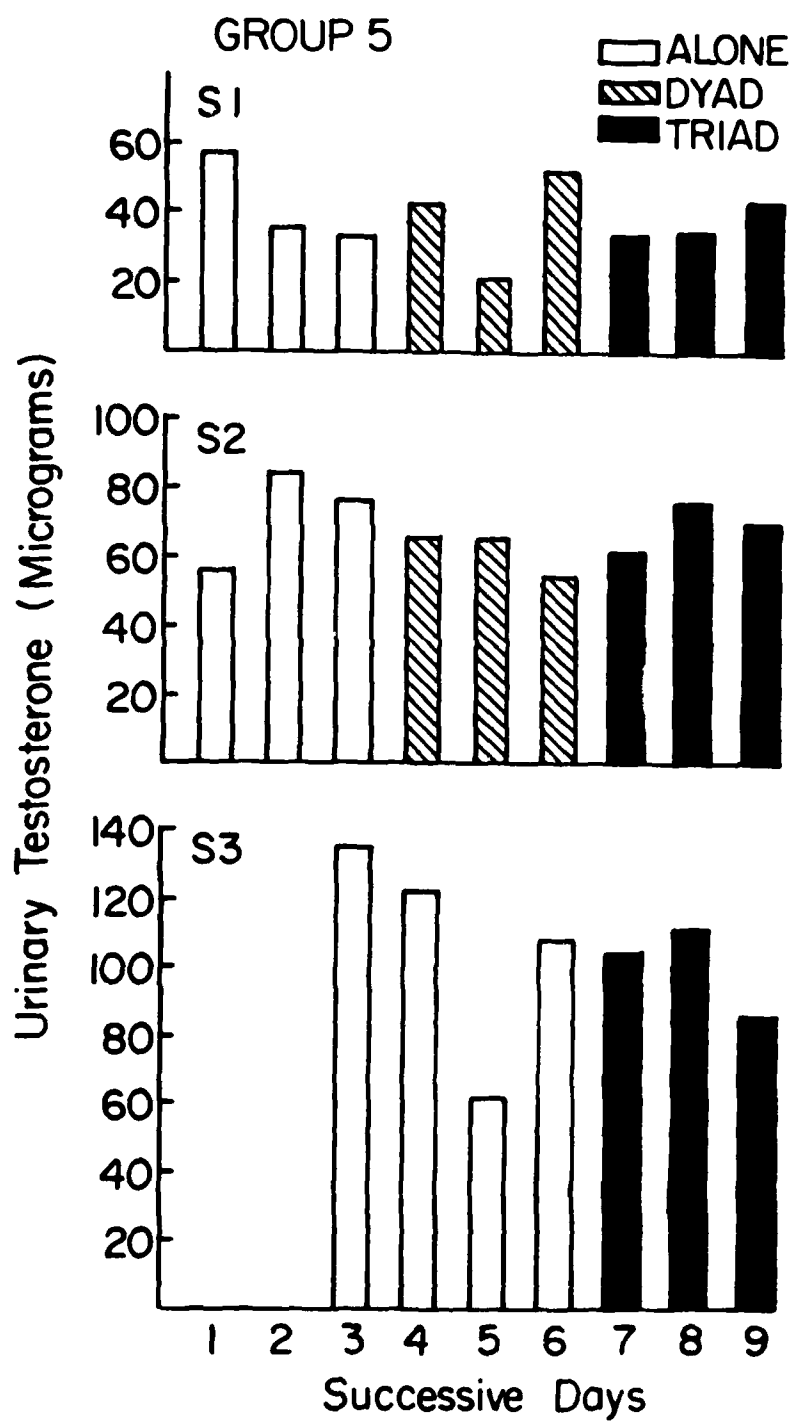 GROUP 5
ALONE
DYAD
TRIAD
S1
60
40
20
S2
100
80
60
40
20
S3
140
120
100
80
60
40
20
1 2 3 4 5 6 7 8 9
Successive Days
Urinary Testosterone (Micrograms)